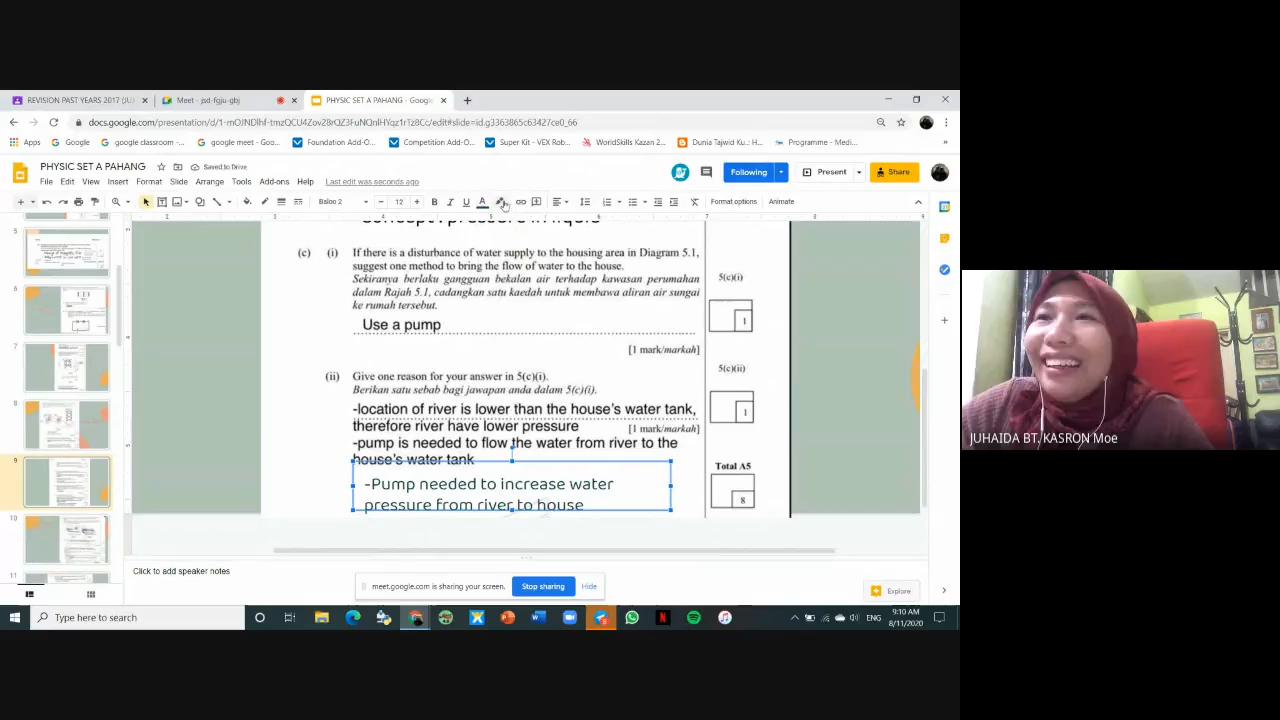 REVISION PAST YEARS 2017 (JU
Meet - jsd-fgju-gbj
PHYSIC SET A PAHANG - Google
docs.google.com/presentation/d/1-mOJNDlhf-tmzQCU4Zov28rQZ3FuNQnlHYqz1rTz8Cc/edit#slide=id.g3363865c63427ce0_66
Apps
Google
google classroom -...
google meet - Goo...
Foundation Add-O...
Competition Add-O...
Super Kit - VEX Rob...
WorldSkills Kazan 2...
Dunia Tajwid Ku.: H...
Programme - Medi...
PHYSIC SET A PAHANG
Saved to Drive
Following
Present
Share
File Edit View Insert Format Slide Arrange Tools Add-ons Help
Last edit was seconds ago
Baloo 2
12
Format options
Animate
(c) (i) If there is a disturbance of water supply to the housing area in Diagram 5.1,
suggest one method to bring the flow of water to the house.
Sekiranya berlaku gangguan bekalan air terhadap kawasan perumahan
dalam Rajah 5.1, cadangkan satu kaedah untuk membawa aliran air sungai
ke rumah tersebut.
5(c)(i)
Use a pump
1
[1 mark/markah]
5(c)(ii)
(ii) Give one reason for your answer in 5(c)(i).
Berikan satu sebab bagi jawapan anda dalam 5(c)(i).
-location of river is lower than the house's water tank,
therefore river have lower pressure
[1 mark/markah]
1
-pump is needed to flow the water from river to the
house's water tank
Total A5
8
-Pump needed to increase water
pressure from river to house
5
6
7
8
9
10
11
Click to add speaker notes
meet.google.com is sharing your screen.
Stop sharing
Hide
Explore
Type here to search
ENG
9:10 AM
8/11/2020
JUHAIDA BT. KASRON Moe